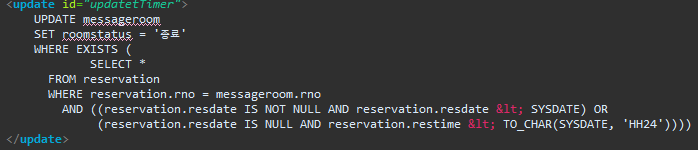 <update id="updatetTimer">
UPDATE messageroom
SET roomstatus = '종료'
WHERE EXISTS (
SELECT *
FROM reservation
WHERE reservation.rno = messageroom.rno
AND ((reservation.resdate IS NOT NULL AND reservation.resdate &lt; SYSDATE) OR
(reservation.resdate IS NULL AND reservation.restime &lt; TO_CHAR(SYSDATE, 'HH24'))))
</update>